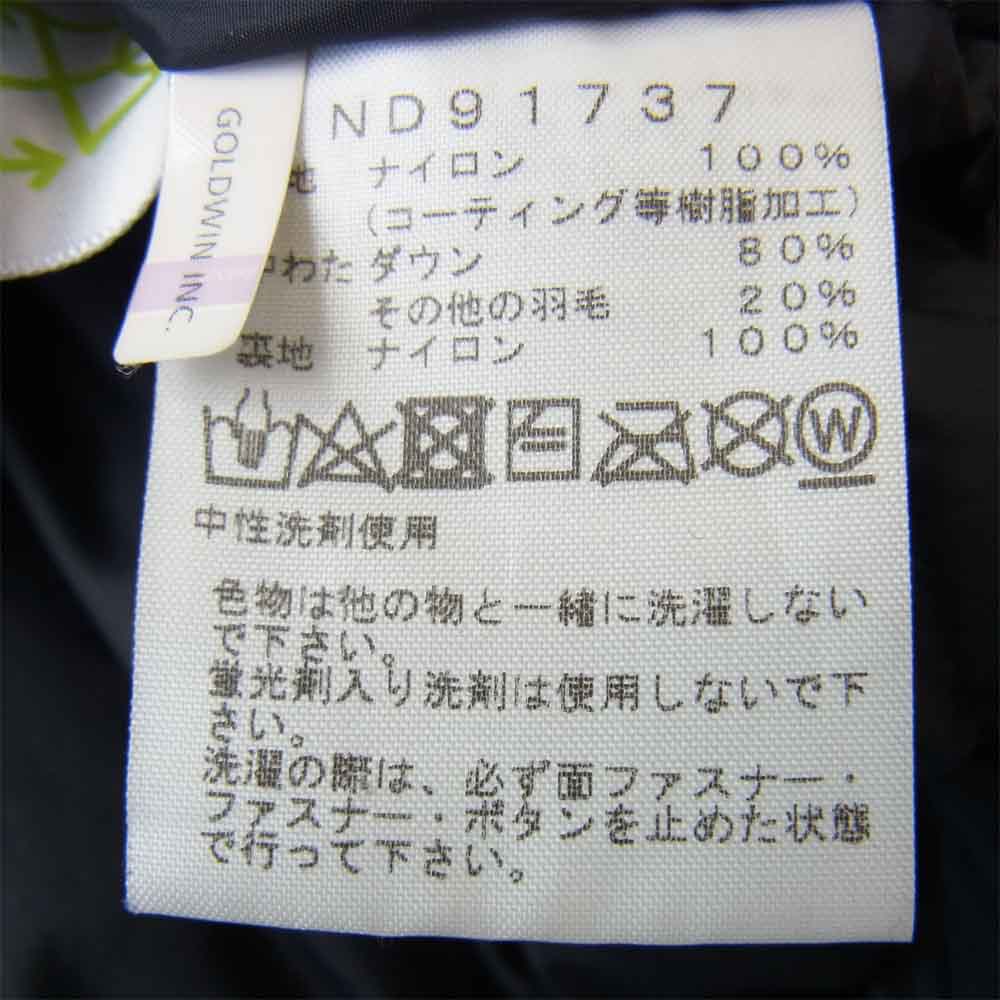 GOLDWIN INC.
ND91737
地 ナイロン 100%
(コーティング等樹脂加工)
中わた ダウン 80%
その他の羽毛 20%
裏地 ナイロン 100%
W
中性洗剤使用
色物は他の物と一緒に洗濯しない
で下さい。
蛍光剤入り洗剤は使用しないで下
さい。
洗濯の際は、必ず面ファスナー・
ファスナー・ボタンを止めた状態
で行って下さい。